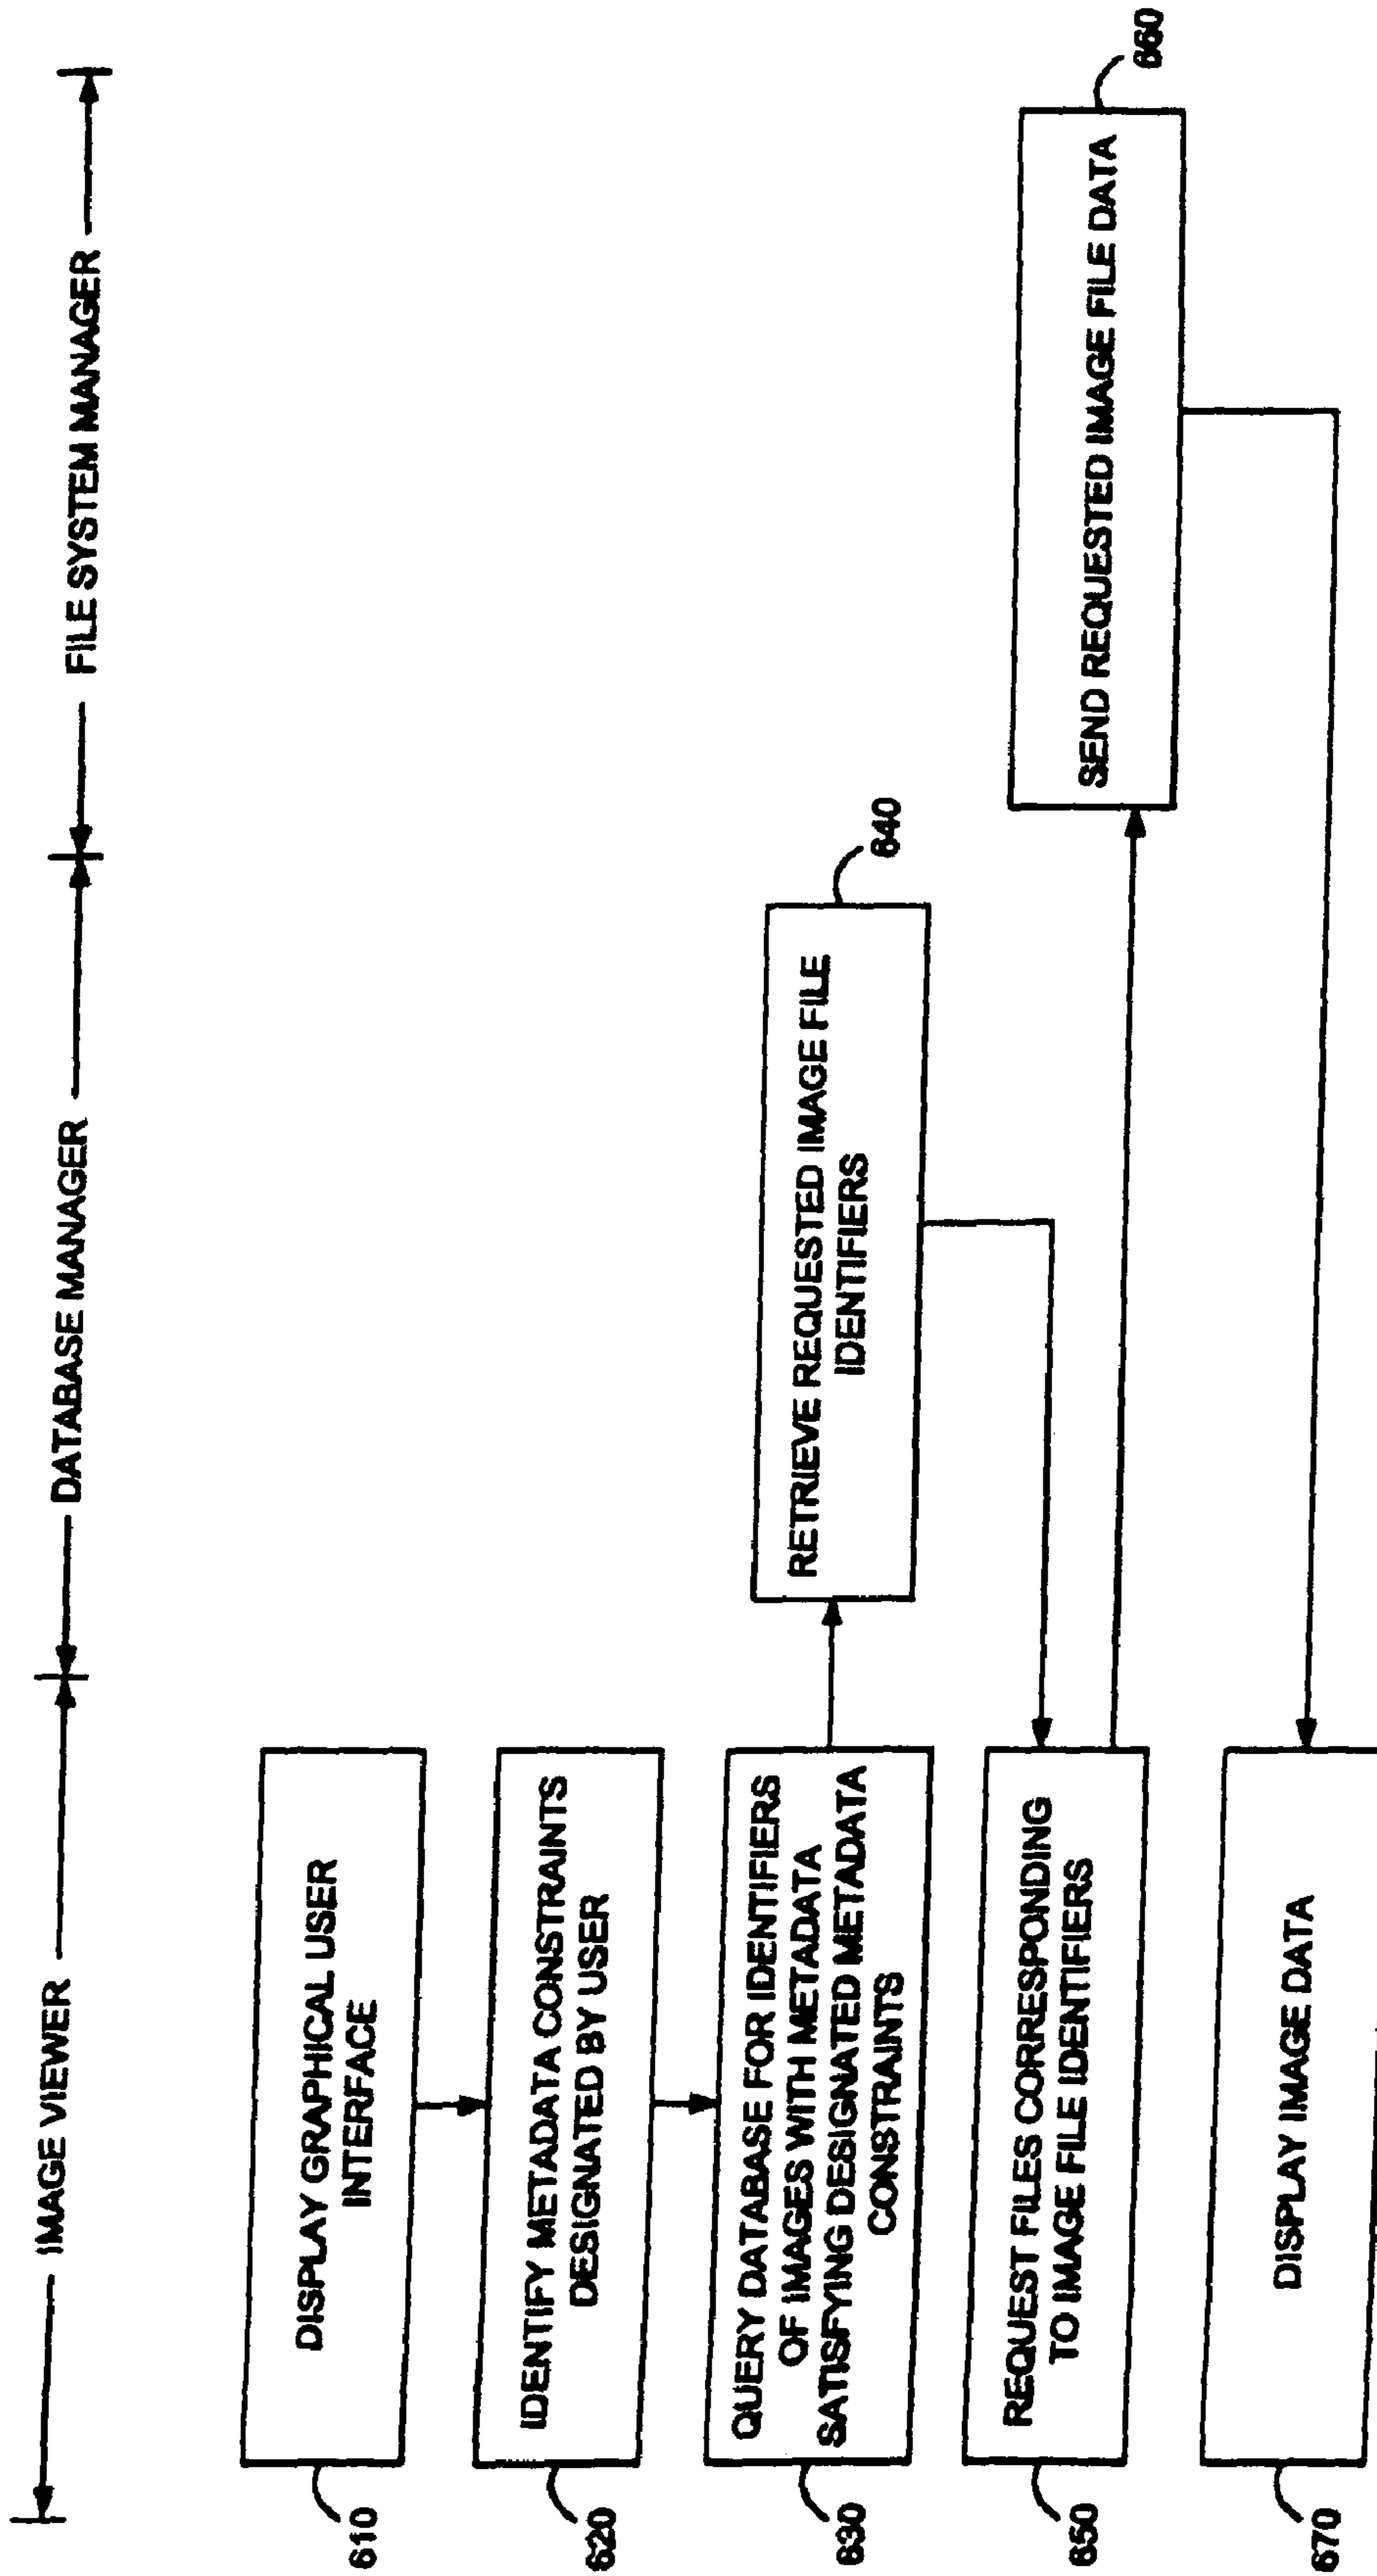 IMAGE VIEWER
DATABASE MANAGER
FILE SYSTEM MANAGER
DISPLAY GRAPHICAL USER
INTERFACE
610
IDENTIFY METADATA CONSTRAINTS
DESIGNATED BY USER
620
QUERY DATABASE FOR IDENTIFIERS
OF IMAGES WITH METADATA
SATISFYING DESIGNATED METADATA
CONSTRAINTS
630
RETRIEVE REQUESTED IMAGE FILE
IDENTIFIERS
640
REQUEST FILES CORRESPONDING
TO IMAGE FILE IDENTIFIERS
650
SEND REQUESTED IMAGE FILE DATA
660
DISPLAY IMAGE DATA
670